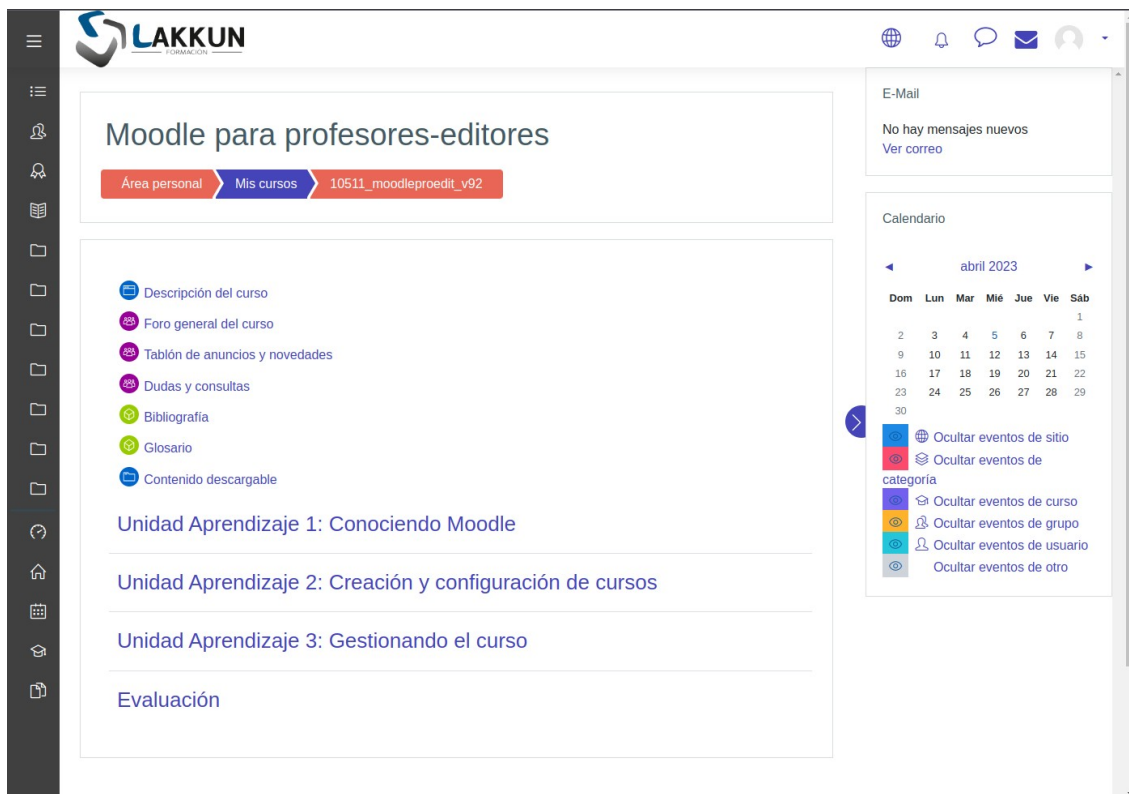 LAKKUN
FORMACIÓN
Moodle para profesores-editores
Área personal Mis cursos 10511_moodleproedit_v92
Descripción del curso
Foro general del curso
Tablón de anuncios y novedades
Dudas y consultas
Bibliografía
Glosario
Contenido descargable
Unidad Aprendizaje 1: Conociendo Moodle
Unidad Aprendizaje 2: Creación y configuración de cursos
Unidad Aprendizaje 3: Gestionando el curso
Evaluación
E-Mail
No hay mensajes nuevos
Ver correo
Calendario
◄ abril 2023 ►
Dom Lun Mar Mié Jue Vie Sáb
1
2 3 4 5 6 7 8
9 10 11 12 13 14 15
16 17 18 19 20 21 22
23 24 25 26 27 28 29
30
Ocultar eventos de sitio
Ocultar eventos de
categoría
Ocultar eventos de curso
Ocultar eventos de grupo
Ocultar eventos de usuario
Ocultar eventos de otro